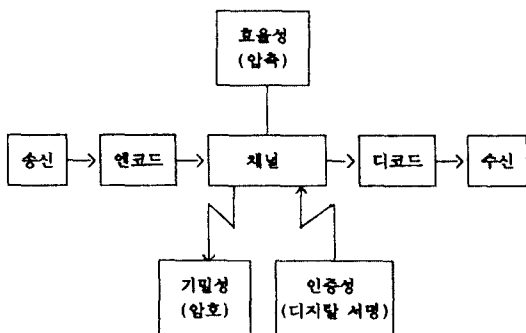 효율성
(압축)
송신
엔코드
채널
디코드
수신
기밀성
(암호)
인증성
(디지탈 서명)